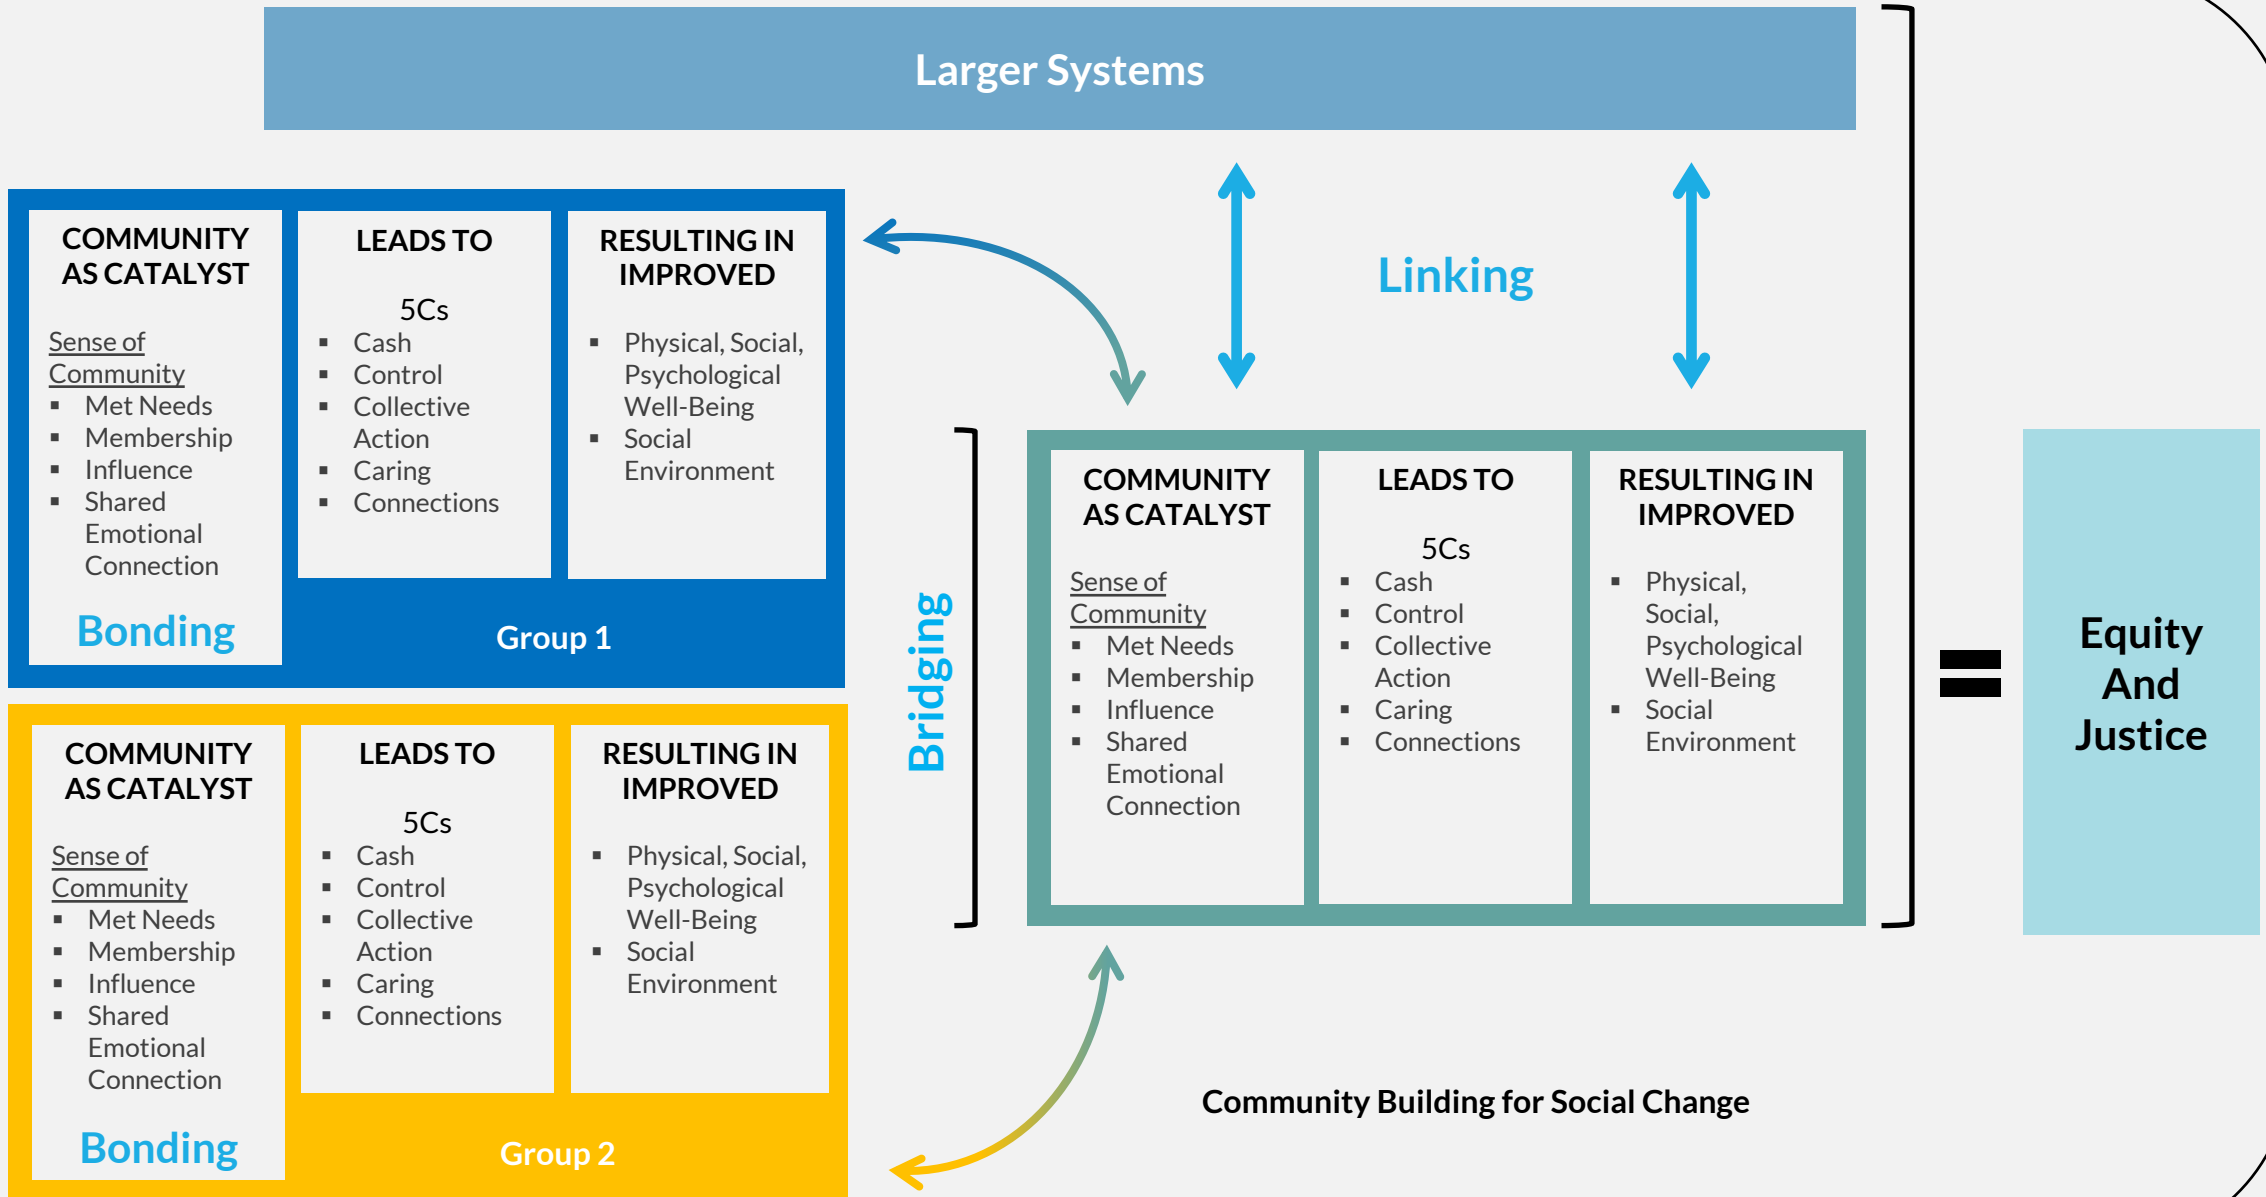 Larger Systems
COMMUNITY
AS CATALYST
Sense of
Community
▪ Met Needs
▪ Membership
▪ Influence
▪ Shared
Emotional
Connection
Bonding
LEADS TO
5Cs
▪ Cash
▪ Control
▪ Collective
Action
▪ Caring
▪ Connections
RESULTING IN
IMPROVED
▪ Physical, Social,
Psychological
Well-Being
▪ Social
Environment
Group 1
COMMUNITY
AS CATALYST
Sense of
Community
▪ Met Needs
▪ Membership
▪ Influence
▪ Shared
Emotional
Connection
Bonding
LEADS TO
5Cs
▪ Cash
▪ Control
▪ Collective
Action
▪ Caring
▪ Connections
RESULTING IN
IMPROVED
▪ Physical, Social,
Psychological
Well-Being
▪ Social
Environment
Group 2
Bridging
Linking
COMMUNITY
AS CATALYST
Sense of
Community
▪ Met Needs
▪ Membership
▪ Influence
▪ Shared
Emotional
Connection
LEADS TO
5Cs
▪ Cash
▪ Control
▪ Collective
Action
▪ Caring
▪ Connections
RESULTING IN
IMPROVED
▪ Physical,
Social,
Psychological
Well-Being
▪ Social
Environment
=
Equity
And
Justice
Community Building for Social Change